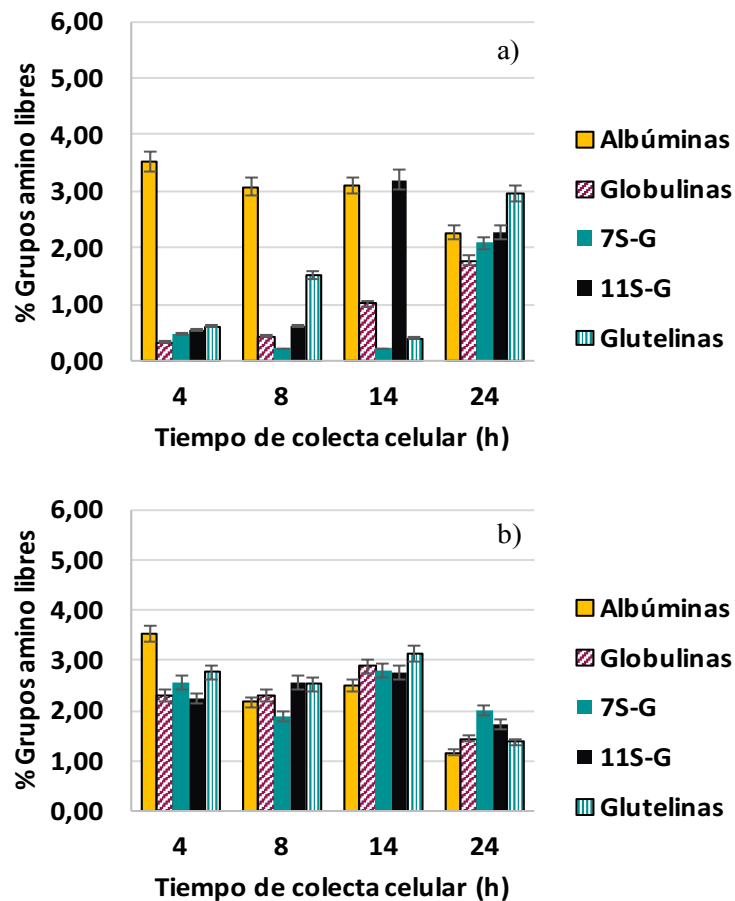 a)
% Grupos amino libres
6,00
5,00
4,00
3,00
2,00
1,00
0,00
4 8 14 24
Tiempo de colecta celular (h)
Albúminas
Globulinas
7S-G
11S-G
Glutelinas
b)
% Grupos amino libres
6,00
5,00
4,00
3,00
2,00
1,00
0,00
4 8 14 24
Tiempo de colecta celular (h)
Albúminas
Globulinas
7S-G
11S-G
Glutelinas